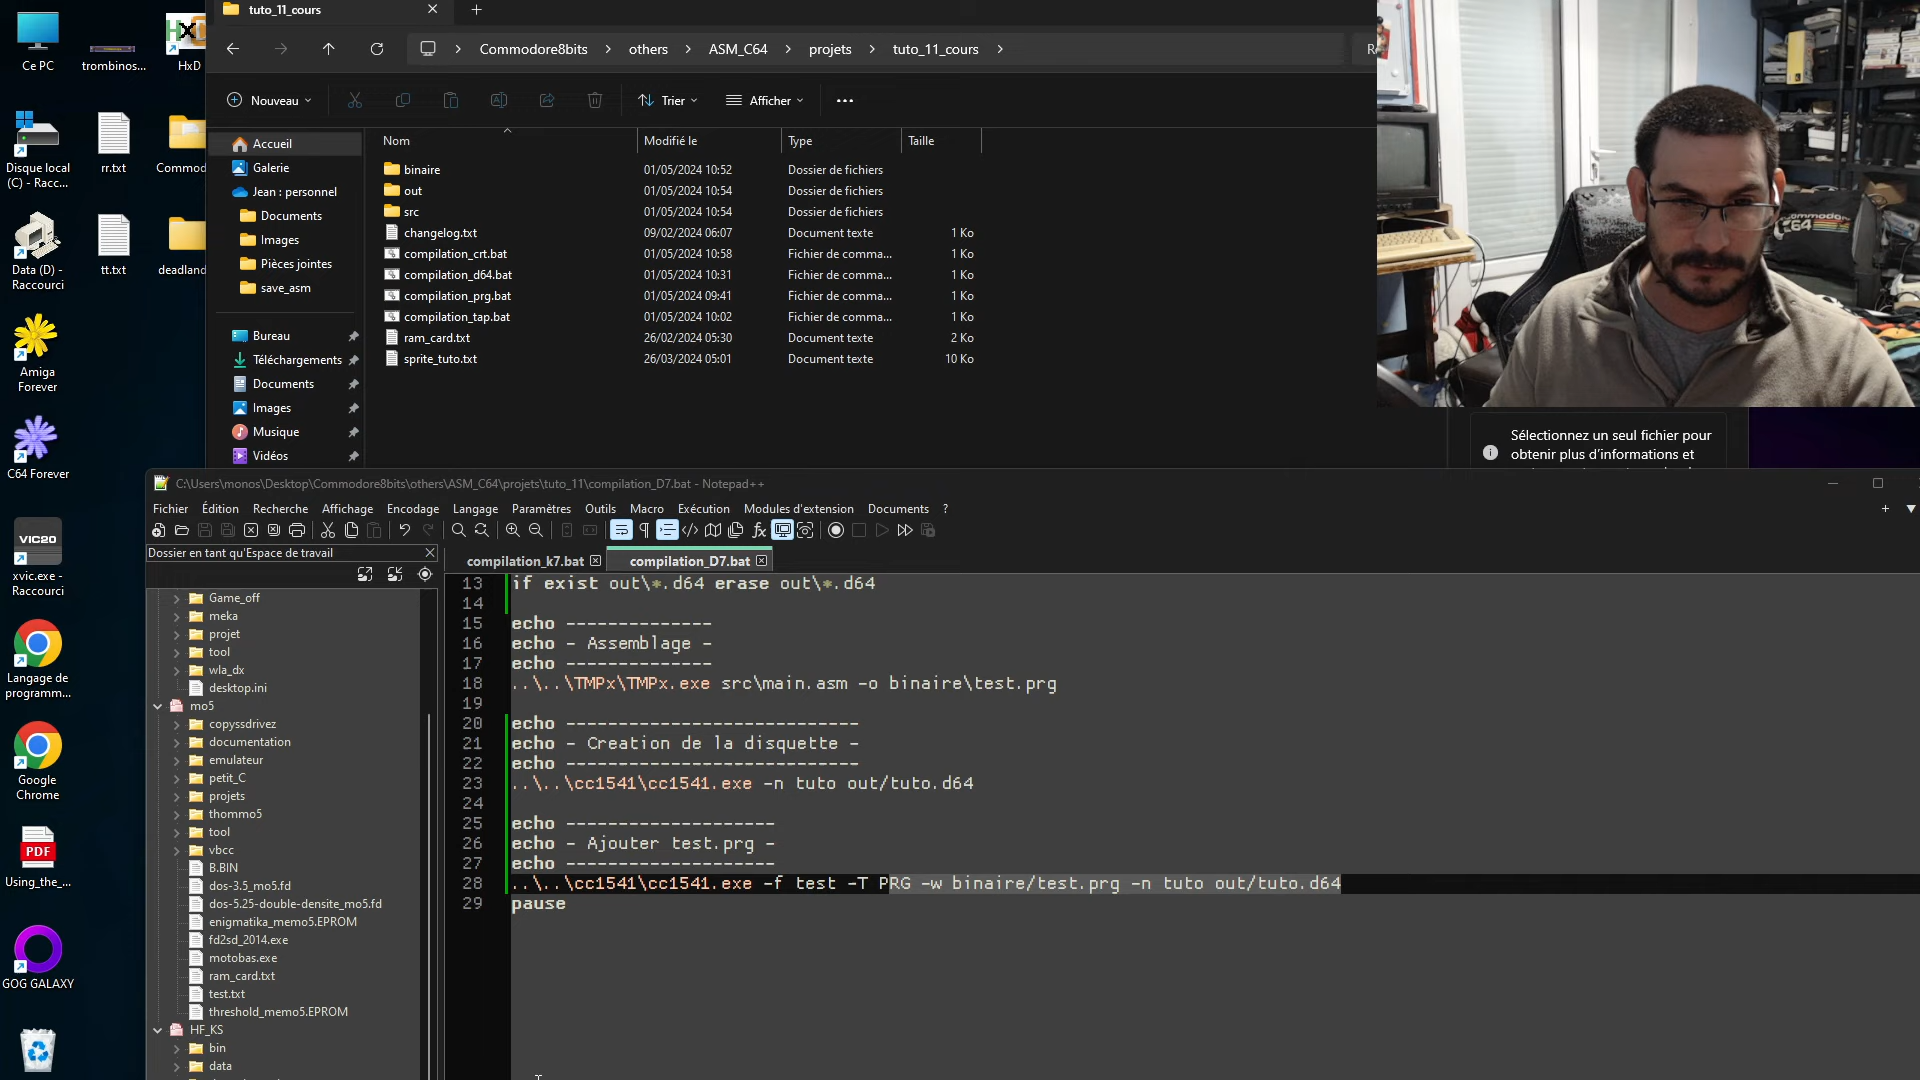 Ce PC
trombinos...
HxD
Disque local
(C) - Racc...
rr.txt
Commod
Data (D) -
Raccourci
tt.txt
deadland
Amiga
Forever
C64 Forever
VIC20
xvic.exe -
Raccourci
Langage de
programm...
Google
Chrome
PDF
Using_the_...
GOG GALAXY
tuto_11_cours
Commodore8bits > others > ASM_C64 > projets > tuto_11_cours >
Nouveau
Trier
Afficher
Accueil
Galerie
Jean : personnel
Documents
Images
Pièces jointes
save_asm
Bureau
Téléchargements
Documents
Images
Musique
Vidéos
Nom Modifié le Type Taille
binaire 01/05/2024 10:52 Dossier de fichiers
out 01/05/2024 10:54 Dossier de fichiers
src 01/05/2024 10:54 Dossier de fichiers
changelog.txt 09/02/2024 06:07 Document texte 1 Ko
compilation_crt.bat 01/05/2024 10:58 Fichier de comma... 1 Ko
compilation_d64.bat 01/05/2024 10:31 Fichier de comma... 1 Ko
compilation_prg.bat 01/05/2024 09:41 Fichier de comma... 1 Ko
compilation_tap.bat 01/05/2024 10:02 Fichier de comma... 1 Ko
ram_card.txt 26/02/2024 05:30 Document texte 2 Ko
sprite_tuto.txt 26/03/2024 05:01 Document texte 10 Ko
commodore
C64
Sélectionnez un seul fichier pour
obtenir plus d'informations et
C:\Users\monos\Desktop\Commodore8bits\others\ASM_C64\projets\tuto_11\compilation_D7.bat - Notepad++
Fichier Édition Recherche Affichage Encodage Langage Paramètres Outils Macro Exécution Modules d'extension Documents ?
Dossier en tant qu'Espace de travail
compilation_k7.bat compilation_D7.bat
Game_off
meka
projet
tool
wla_dx
desktop.ini
mo5
copyssdrivez
documentation
emulateur
petit_C
projets
thommo5
tool
vbcc
B.BIN
dos-3.5_mo5.fd
dos-5.25-double-densite_mo5.fd
enigmatika_memo5.EPROM
fd2sd_2014.exe
motobas.exe
ram_card.txt
test.txt
threshold_memo5.EPROM
HF_KS
bin
data
13 if exist out\*.d64 erase out\*.d64
14
15 echo --------------
16 echo - Assemblage -
17 echo --------------
18 ..\..\TMPx\TMPx.exe src\main.asm -o binaire\test.prg
19
20 echo ----------------------------
21 echo - Creation de la disquette -
22 echo ----------------------------
23 ..\..\cc1541\cc1541.exe -n tuto out/tuto.d64
24
25 echo --------------------
26 echo - Ajouter test.prg -
27 echo --------------------
28 ..\..\cc1541\cc1541.exe -f test -T PRG -w binaire/test.prg -n tuto out/tuto.d64
29 pause